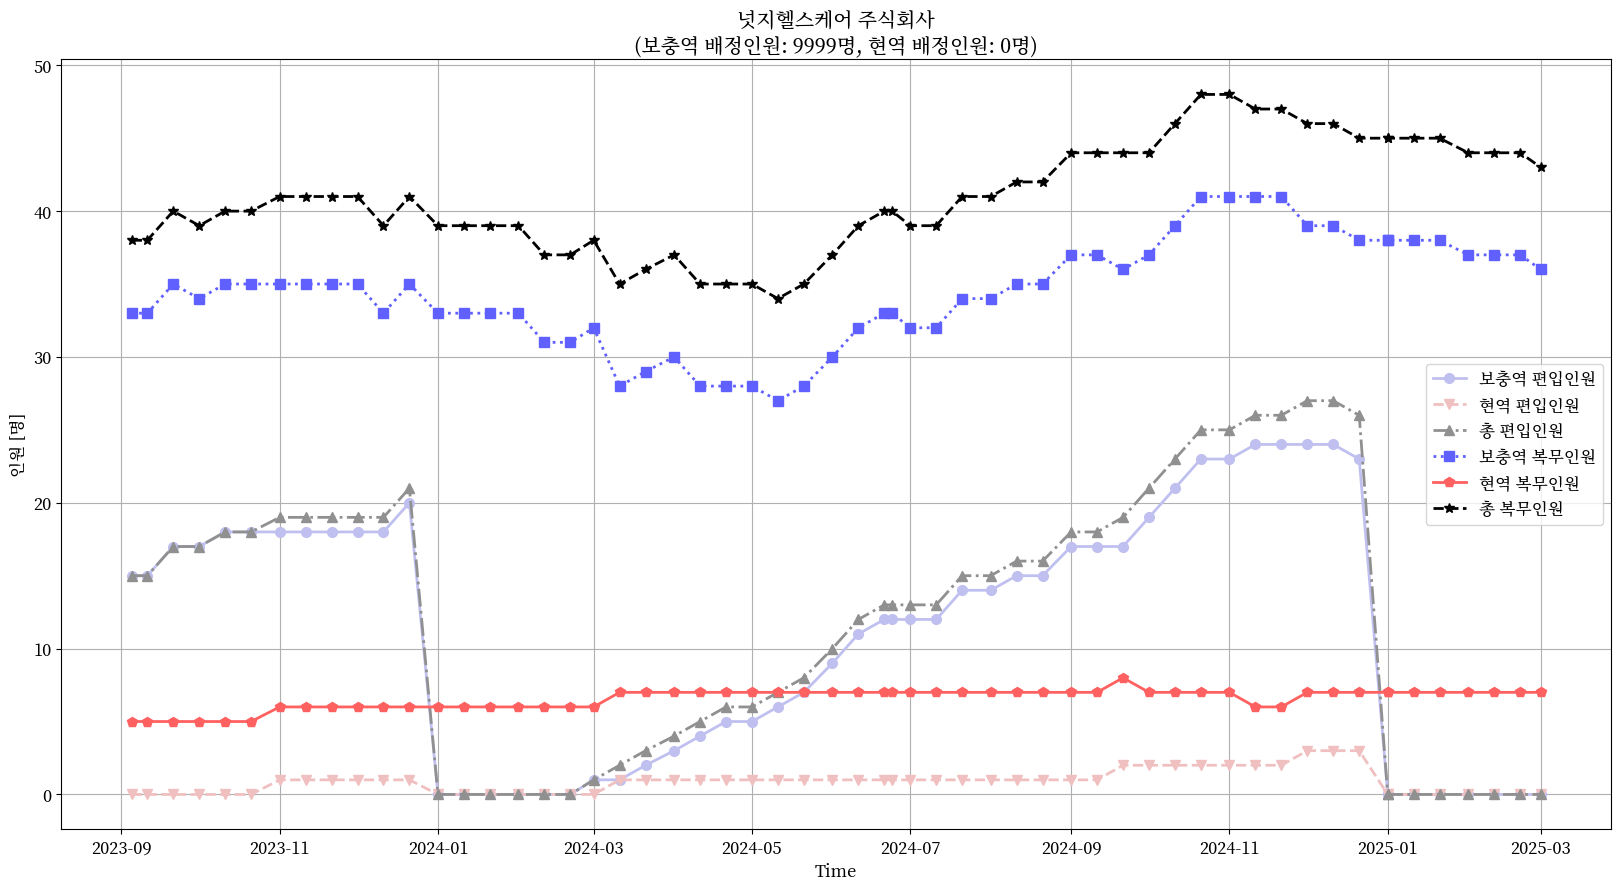 넛지헬스케어 주식회사
(보충역 배정인원: 9999명, 현역 배정인원: 0명)
50
40
30
20
10
0
인원 [명]
보충역 편입인원
현역 편입인원
총 편입인원
보충역 복무인원
현역 복무인원
총 복무인원
2023-09 2023-11 2024-01 2024-03 2024-05 2024-07 2024-09 2024-11 2025-01 2025-03
Time